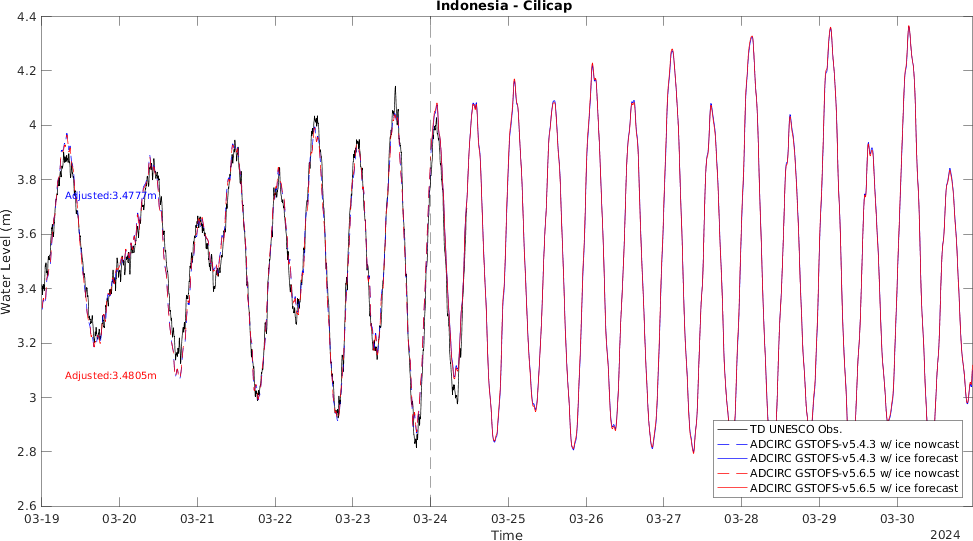 Indonesia - Cilicap
4.4
4.2
4
3.8
3.6
3.4
3.2
3
2.8
2.6
Water Level (m)
Adjusted:3.4777m
Adjusted:3.4805m
TD UNESCO Obs.
ADCIRC GSTOFS-v5.4.3 w/ ice nowcast
ADCIRC GSTOFS-v5.4.3 w/ ice forecast
ADCIRC GSTOFS-v5.6.5 w/ ice nowcast
ADCIRC GSTOFS-v5.6.5 w/ ice forecast
03-19 03-20 03-21 03-22 03-23 03-24 03-25 03-26 03-27 03-28 03-29 03-30
Time
2024